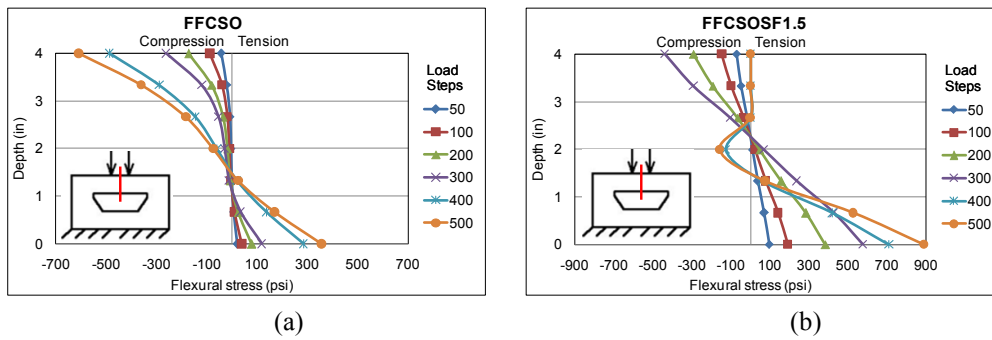 FFCSO
Compression Tension
Load
Steps
50
100
200
300
400
500
Depth (in)
4
3
2
1
0
-700 -500 -300 -100 100 300 500 700
Flexural stress (psi)
(a)
FFCSOSF1.5
Compression Tension
Load
Steps
50
100
200
300
400
500
Depth (in)
4
3
2
1
0
-900 -700 -500 -300 -100 100 300 500 700 900
Flexural stress (psi)
(b)